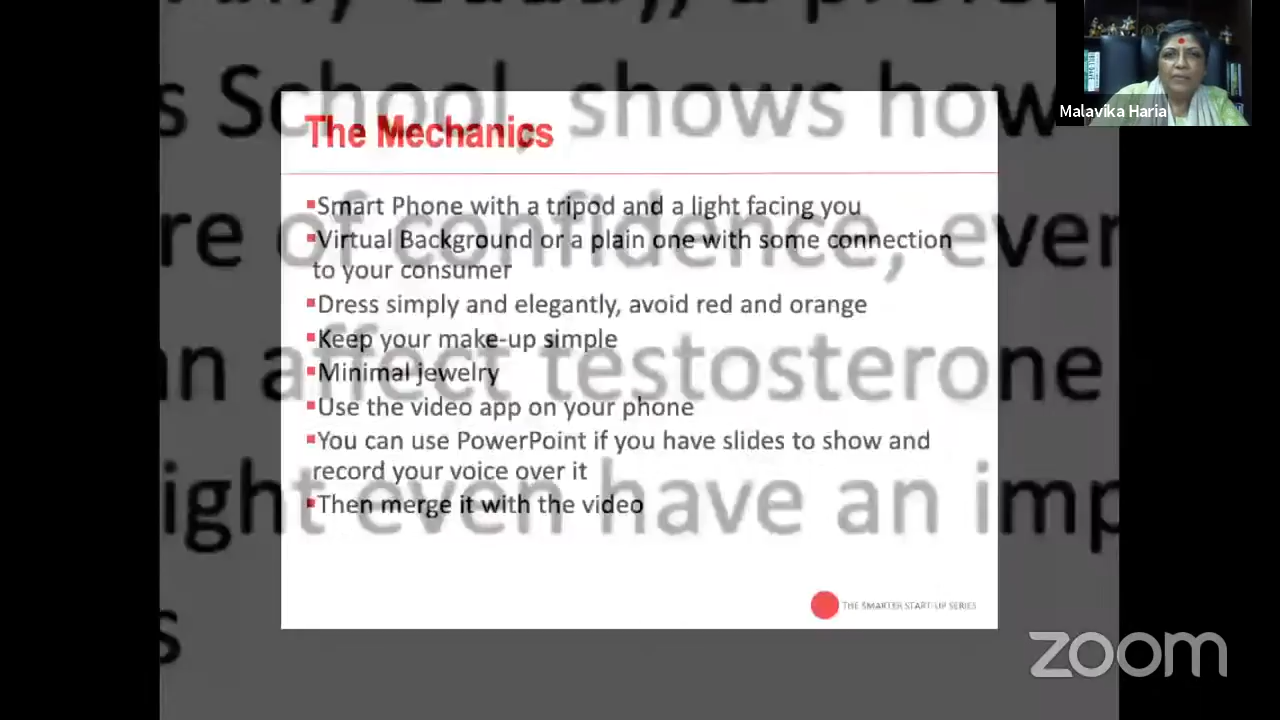 Malavika Haria
The Mechanics
▪Smart Phone with a tripod and a light facing you
▪Virtual Background or a plain one with some connection
to your consumer
▪Dress simply and elegantly, avoid red and orange
▪Keep your make-up simple
▪Minimal jewelry
▪Use the video app on your phone
▪You can use PowerPoint if you have slides to show and
record your voice over it
▪Then merge it with the video
THE SMARTER START-UP SERIES
s School, shows how
re of confidence, even
an affect testosterone
ight even have an imp
s
zoom